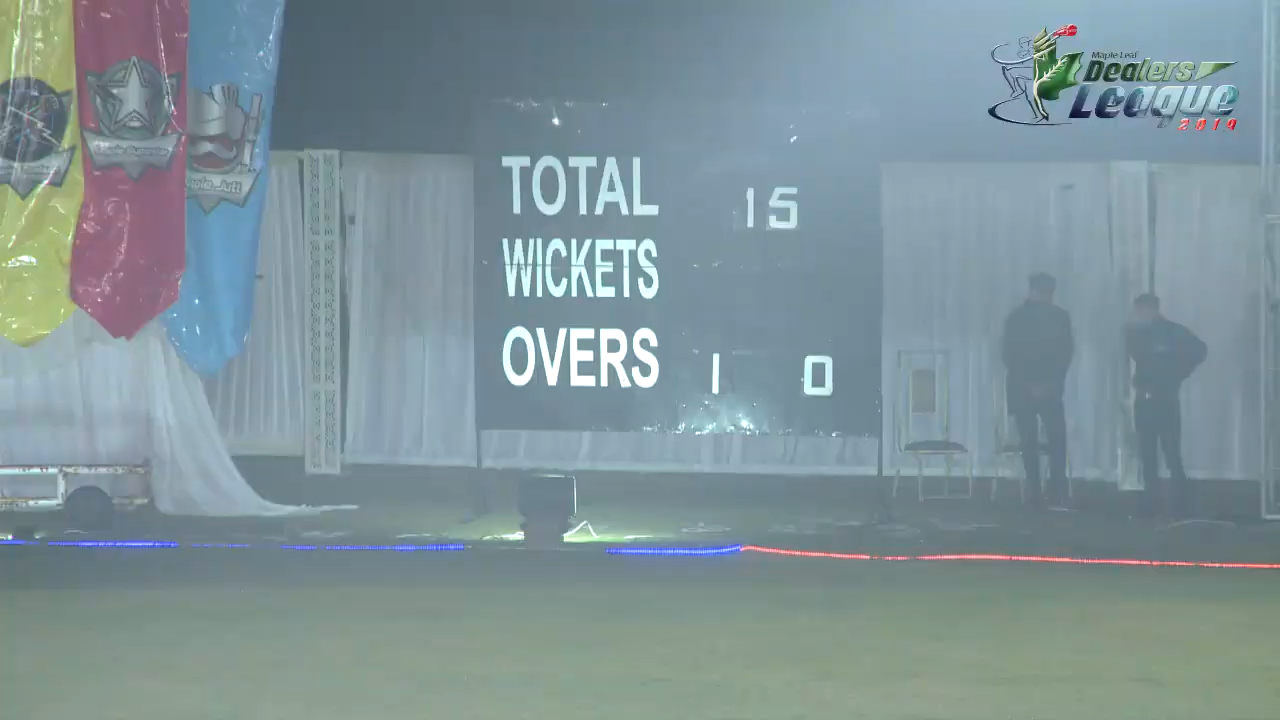 Maple Leaf
Dealers
League
2019
TOTAL 15
WICKETS
OVERS 1 0